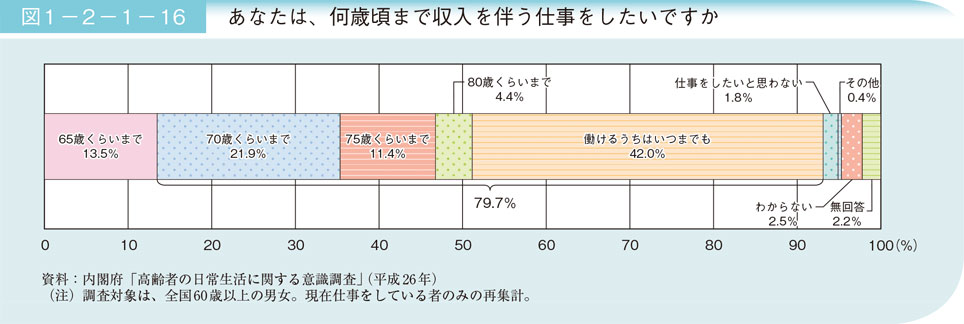 図1－2－1－16 あなたは、何歳頃まで収入を伴う仕事をしたいですか
80歳くらいまで
4.4%
仕事をしたいと思わない
1.8%
その他
0.4%
65歳くらいまで
13.5%
70歳くらいまで
21.9%
75歳くらいまで
11.4%
働けるうちはいつまでも
42.0%
79.7%
わからない
2.5%
無回答
2.2%
0 10 20 30 40 50 60 70 80 90 100(%)
資料：内閣府「高齢者の日常生活に関する意識調査」（平成26年）
（注）調査対象は、全国60歳以上の男女。現在仕事をしている者のみの再集計。